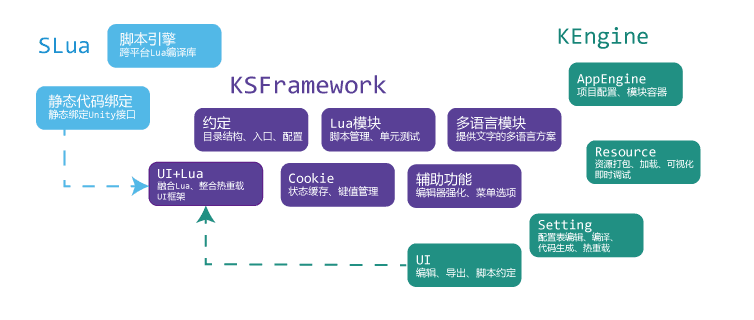 SLua
脚本引擎
跨平台Lua编译库
静态代码绑定
静态绑定Unity接口
KSFramework
约定
目录结构、入口、配置
Lua模块
脚本管理、单元测试
多语言模块
提供文字的多语言方案
UI+Lua
融合Lua、整合热重载
UI框架
Cookie
状态缓存、键值管理
辅助功能
编辑器强化、菜单选项
KEngine
AppEngine
项目配置、模块容器
Resource
资源打包、加载、可视化
即时调试
Setting
配置表编辑、编译、
代码生成、热重载
UI
编辑、导出、脚本约定